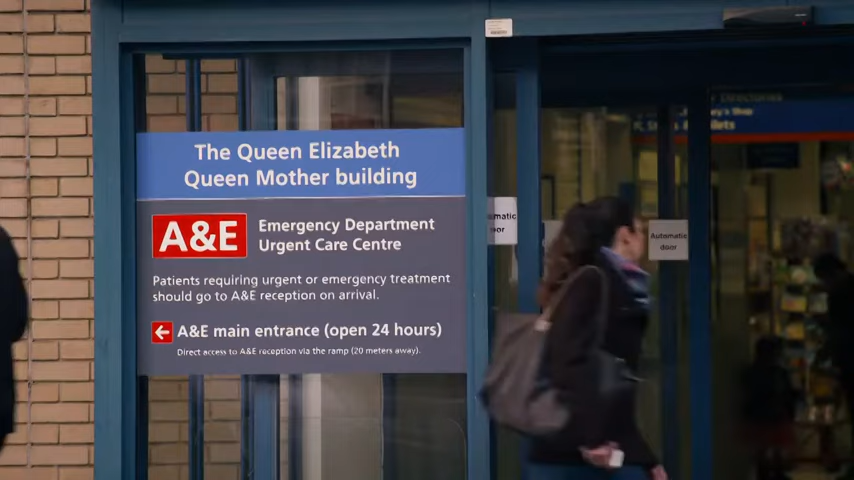 The Queen Elizabeth
Queen Mother building
A&E
Emergency Department
Urgent Care Centre
Patients requiring urgent or emergency treatment
should go to A&E reception on arrival.
A&E main entrance (open 24 hours)
Direct access to A&E reception via the ramp (20 meters away).
Automatic
door
Directories